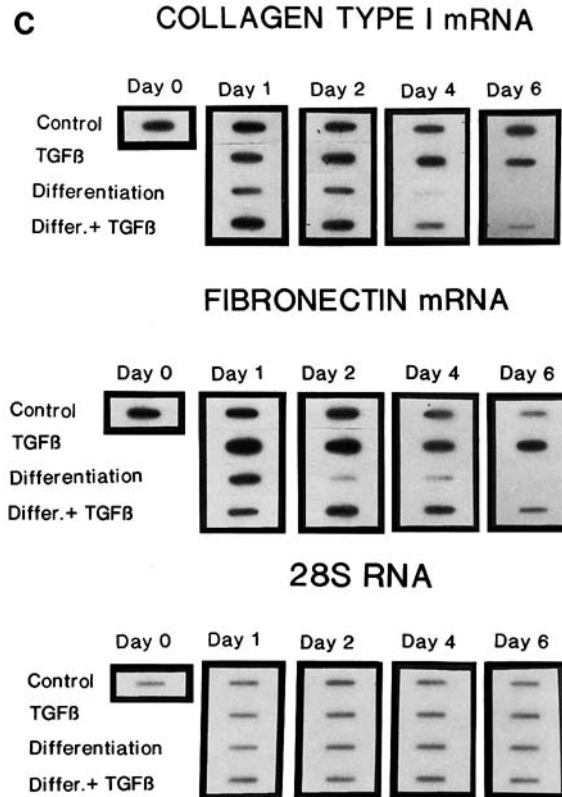 C COLLAGEN TYPE I mRNA
Day 0 Day 1 Day 2 Day 4 Day 6
Control
TGFß
Differentiation
Differ.+ TGFß
FIBRONECTIN mRNA
Day 0 Day 1 Day 2 Day 4 Day 6
Control
TGFß
Differentiation
Differ.+ TGFß
28S RNA
Day 0 Day 1 Day 2 Day 4 Day 6
Control
TGFß
Differentiation
Differ.+ TGFß